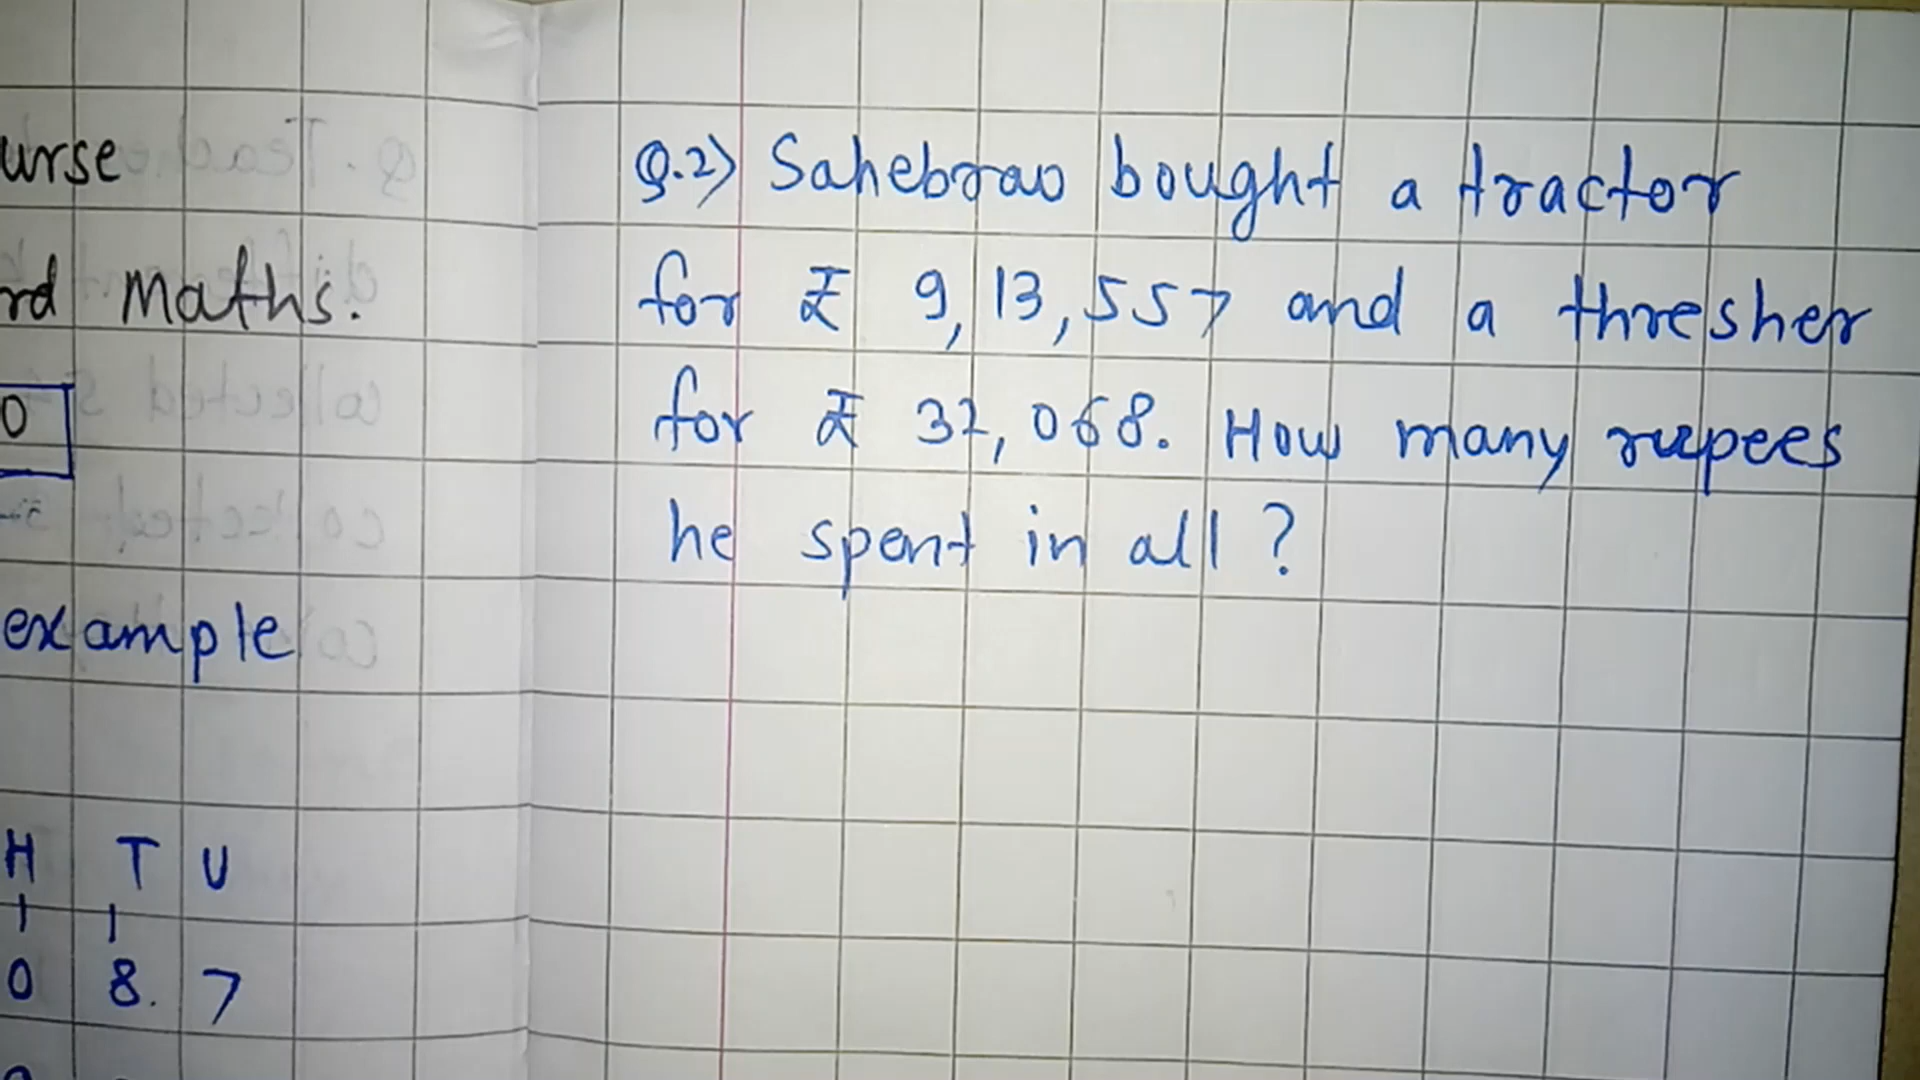 urse
rd Maths.
0
example
H T U
1 1
0 8. 7
Q.2) Sahebrao bought a tractor
for ₹ 9,13,557 and a thresher
for ₹ 32,068. How many rupees
he spent in all ?